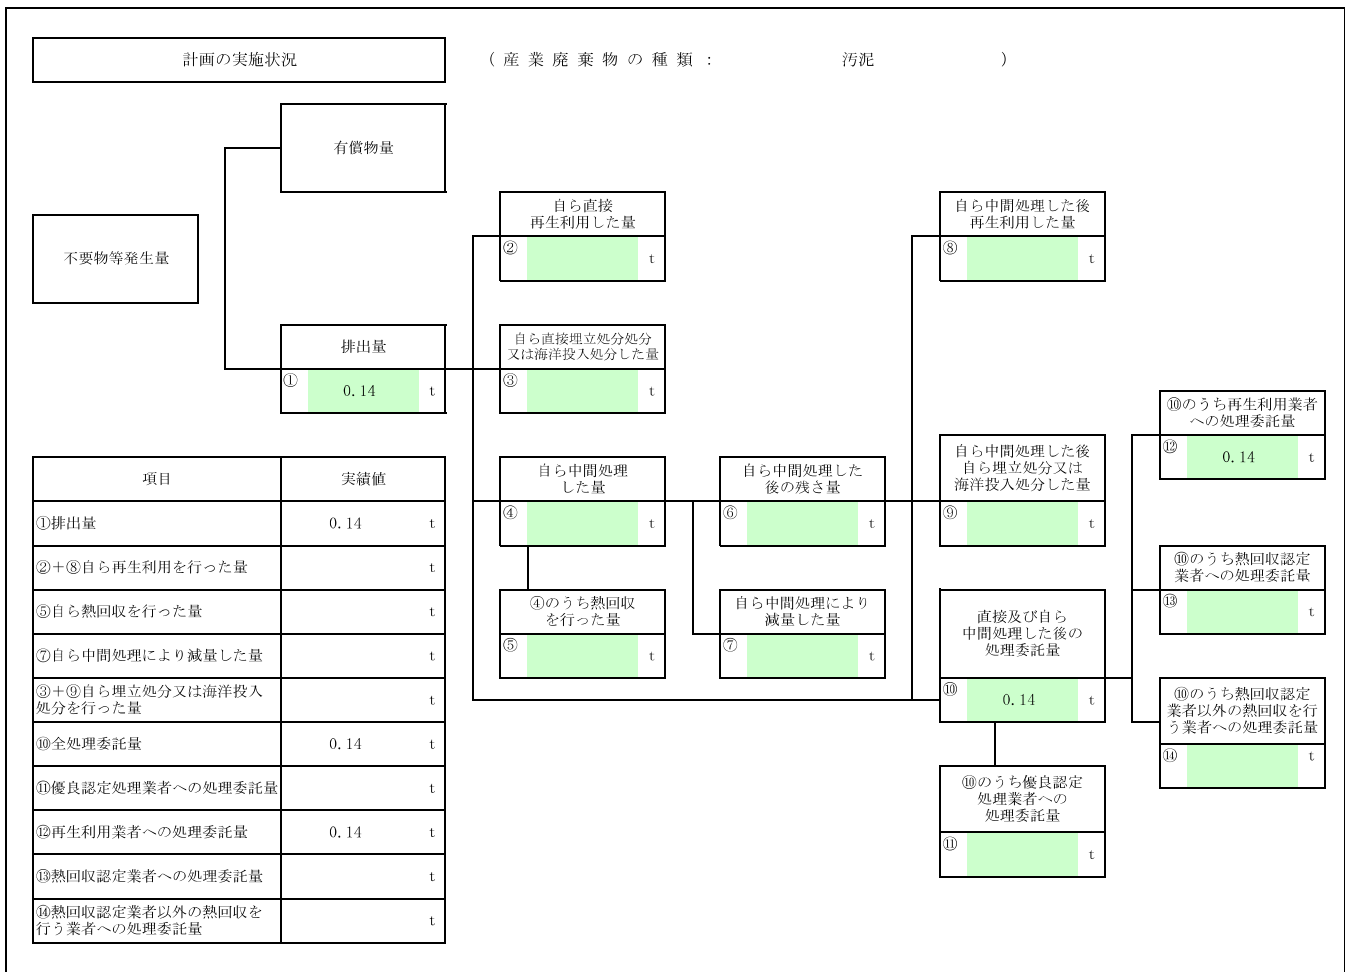 計画の実施状況
（産業廃棄物の種類： 汚泥 ）
有償物量
不要物等発生量
排出量
① 0.14 t
自ら直接
再生利用した量
② t
自ら直接埋立処分処分
又は海洋投入処分した量
③ t
自ら中間処理
した量
④ t
④のうち熱回収
を行った量
⑤ t
自ら中間処理した
後の残さ量
⑥ t
自ら中間処理により
減量した量
⑦ t
自ら中間処理した後
再生利用した量
⑧ t
自ら中間処理した後
自ら埋立処分又は
海洋投入処分した量
⑨ t
直接及び自ら
中間処理した後の
処理委託量
⑩ 0.14 t
⑩のうち優良認定
処理業者への
処理委託量
⑪ t
⑩のうち再生利用業者
への処理委託量
⑫ 0.14 t
⑩のうち熱回収認定
業者への処理委託量
⑬ t
⑩のうち熱回収認定
業者以外の熱回収を行
う業者への処理委託量
⑭ t
項目 実績値
①排出量 0.14 t
②＋⑧自ら再生利用を行った量 t
⑤自ら熱回収を行った量 t
⑦自ら中間処理により減量した量 t
③＋⑨自ら埋立処分又は海洋投入
処分を行った量 t
⑩全処理委託量 0.14 t
⑪優良認定処理業者への処理委託量 t
⑫再生利用業者への処理委託量 0.14 t
⑬熱回収認定業者への処理委託量 t
⑭熱回収認定業者以外の熱回収を
行う業者への処理委託量 t